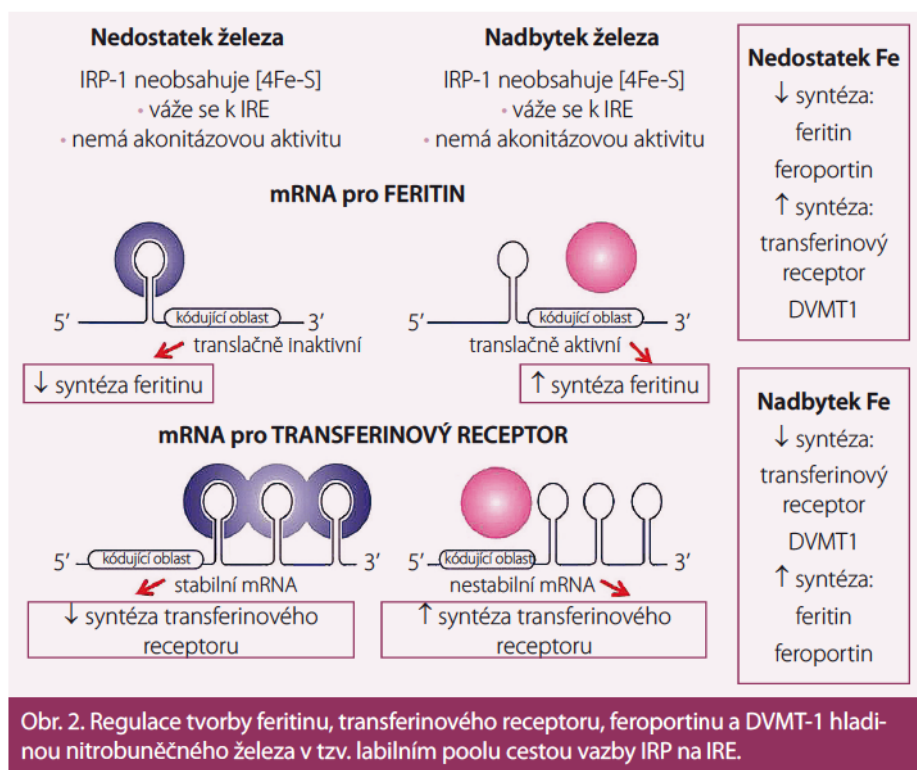 Nedostatek železa
IRP-1 neobsahuje [4Fe-S]
• váže se k IRE
• nemá akonitázovou aktivitu
Nadbytek železa
IRP-1 neobsahuje [4Fe-S]
• váže se k IRE
• nemá akonitázovou aktivitu
mRNA pro FERITIN
5’ kódující oblast 3’
translačně inaktivní
↓ syntéza feritinu
5’ kódující oblast 3’
translačně aktivní
↑ syntéza feritinu
mRNA pro TRANSFERINOVÝ RECEPTOR
5’ kódující oblast 3’
stabilní mRNA
↓ syntéza transferinového
receptoru
5’ kódující oblast 3’
nestabilní mRNA
↑ syntéza transferinového
receptoru
Nedostatek Fe
↓ syntéza:
feritin
feroportin
↑ syntéza:
transferinový
receptor
DVMT1
Nadbytek Fe
↓ syntéza:
transferinový
receptor
DVMT1
↑ syntéza:
feritin
feroportin
Obr. 2. Regulace tvorby feritinu, transferinového receptoru, feroportinu a DVMT-1 hladi-
nou nitrobuněčného železa v tzv. labilním poolu cestou vazby IRP na IRE.